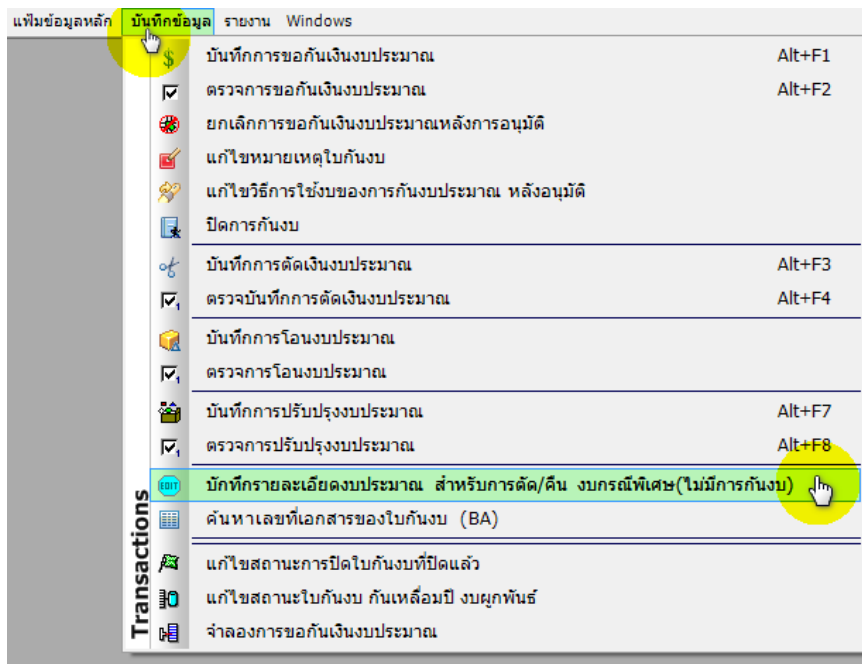 แฟ้มข้อมูลหลัก บันทึกข้อมูล รายงาน Windows
บันทึกการขอกันเงินงบประมาณ Alt+F1
ตรวจการขอกันเงินงบประมาณ Alt+F2
ยกเลิกการขอกันเงินงบประมาณหลังการอนุมัติ
แก้ไขหมายเหตุใบกันงบ
แก้ไขวิธีการใช้งบของการกันงบประมาณ หลังอนุมัติ
ปิดการกันงบ
บันทึกการตัดเงินงบประมาณ Alt+F3
ตรวจบันทึกการตัดเงินงบประมาณ Alt+F4
บันทึกการโอนงบประมาณ
ตรวจการโอนงบประมาณ
บันทึกการปรับปรุงงบประมาณ Alt+F7
ตรวจการปรับปรุงงบประมาณ Alt+F8
EDIT บักทึกรายละเอียดงบประมาณ สำหรับการตัด/คืน งบกรณีพิเศษ(ไม่มีการกันงบ)
ค้นหาเลขที่เอกสารของใบกันงบ (BA)
แก้ไขสถานะการปิดใบกันงบที่ปิดแล้ว
แก้ไขสถานะใบกันงบ กันเหลื่อมปี งบผูกพันธ์
จำลองการขอกันเงินงบประมาณ
Transactions